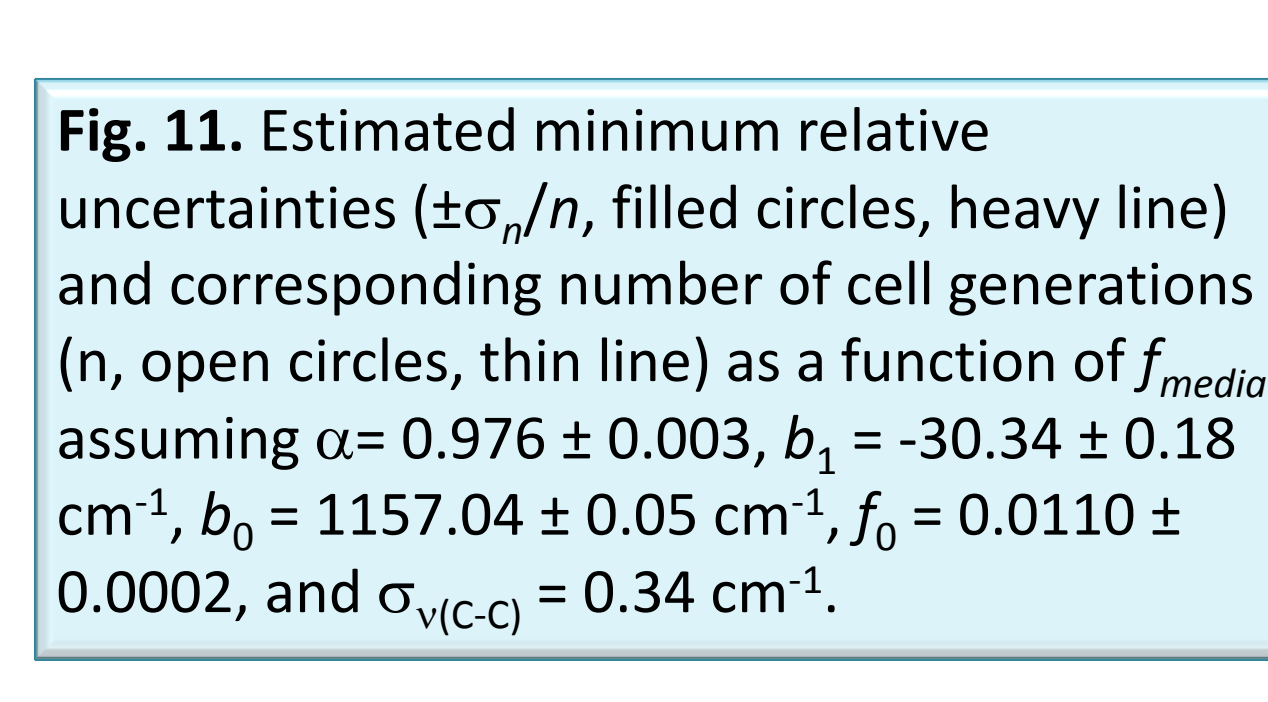 Fig. 11. Estimated minimum relative
uncertainties (±σn/n, filled circles, heavy line)
and corresponding number of cell generations
(n, open circles, thin line) as a function of fmedia
assuming α= 0.976 ± 0.003, b1 = -30.34 ± 0.18
cm-1, b0 = 1157.04 ± 0.05 cm-1, f0 = 0.0110 ±
0.0002, and σν(C-C) = 0.34 cm-1.